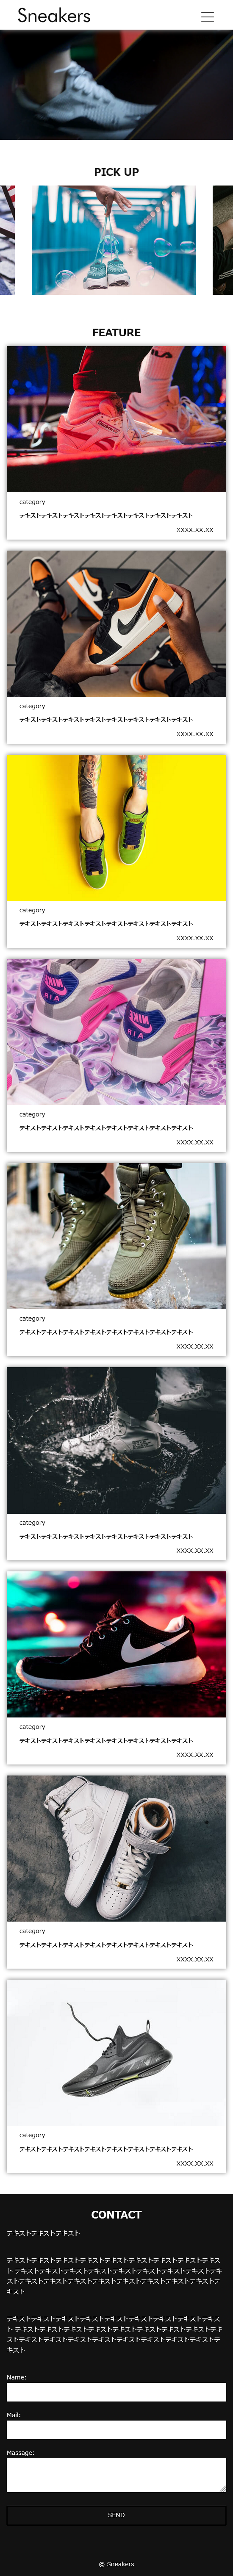 Sneakers
PICK UP
FEATURE
category
テキストテキストテキストテキストテキストテキストテキストテキスト
XXXX.XX.XX
category
テキストテキストテキストテキストテキストテキストテキストテキスト
XXXX.XX.XX
category
テキストテキストテキストテキストテキストテキストテキストテキスト
XXXX.XX.XX
category
テキストテキストテキストテキストテキストテキストテキストテキスト
XXXX.XX.XX
category
テキストテキストテキストテキストテキストテキストテキストテキスト
XXXX.XX.XX
category
テキストテキストテキストテキストテキストテキストテキストテキスト
XXXX.XX.XX
category
テキストテキストテキストテキストテキストテキストテキストテキスト
XXXX.XX.XX
category
テキストテキストテキストテキストテキストテキストテキストテキスト
XXXX.XX.XX
category
テキストテキストテキストテキストテキストテキストテキストテキスト
XXXX.XX.XX
CONTACT
テキストテキストテキスト
テキストテキストテキストテキストテキストテキストテキストテキストテキス
ト テキストテキストテキストテキストテキストテキストテキストテキストテキ
ストテキストテキストテキストテキストテキストテキストテキストテキストテ
キスト
テキストテキストテキストテキストテキストテキストテキストテキストテキス
ト テキストテキストテキストテキストテキストテキストテキストテキストテキ
ストテキストテキストテキストテキストテキストテキストテキストテキストテ
キスト
Name:
Mail:
Massage:
SEND
© Sneakers